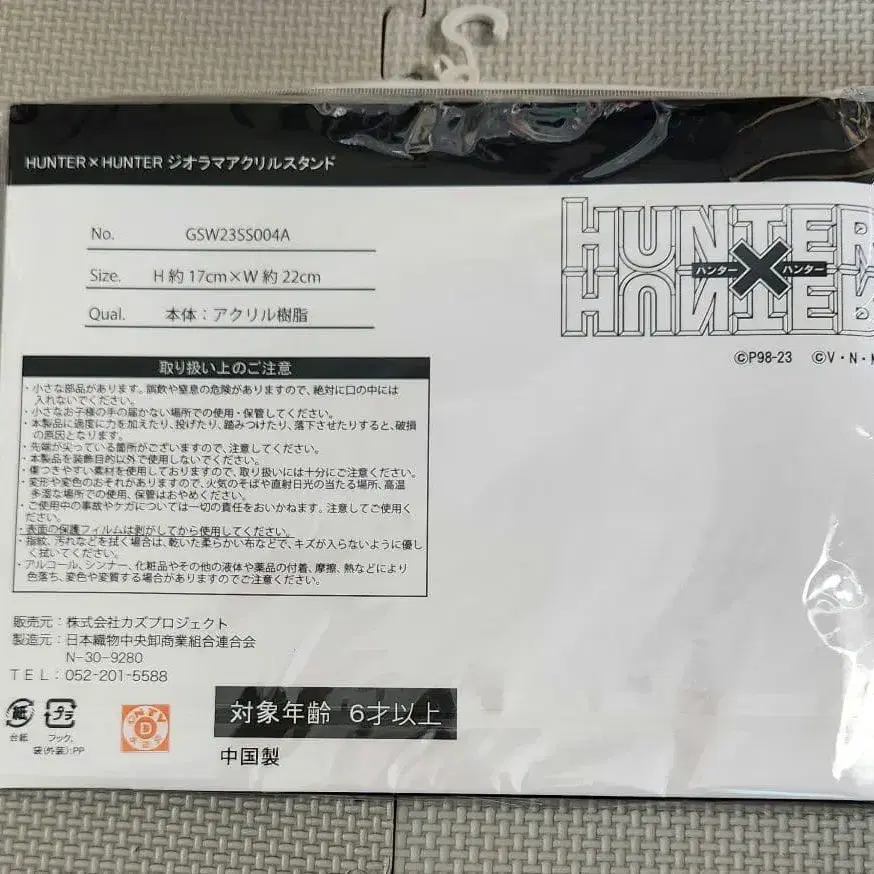 HUNTER×HUNTER ジオラマアクリルスタンド
No. GSW23SS004A
Size. H 約 17cm×W 約 22cm
Qual. 本体：アクリル樹脂
HUNTER
ハンター×ハンター
HUNTER
©P98-23 ©V・N・M
取り扱い上のご注意
・小さな部品があります。誤飲や窒息の危険がありますので、絶対に口の中には
入れないでください。
・小さなお子様の手の届かない場所での使用・保管してください。
・本製品に過度に力を加えたり、投げたり、踏みつけたり、落下させたりすると、破損
の原因となります。
・先端が尖っている箇所がございますので、注意してください。
・本製品を装飾目的以外で使用しないでください。
・傷つきやすい素材を使用しておりますので、取り扱いには十分にご注意ください。
・変形や変色のおそれがありますので、火気のそばや直射日光の当たる場所、高温
多湿な場所での使用、保管はおやめください。
・ご使用中の事故やケガについては一切の責任をおいかねます。注意してご使用く
ださい。
・表面の保護フィルムは剥がしてから使用してください。
・指紋、汚れなどを拭く場合は、乾いた柔らかい布などで、キズが入らないように優し
く拭いてください。
・アルコール、シンナー、化粧品やその他の液体や薬品の付着、摩擦、熱などにより
色落ち、変色や変質する場合がありますのでご注意ください。
販売元：株式会社カズプロジェクト
製造元：日本織物中央卸商業組合連合会
N-30-9280
ＴＥＬ：052-201-5588
紙 プラ
台紙 フック,
袋(外装):PP
©NTV
D
対象年齢 6才以上
中国製